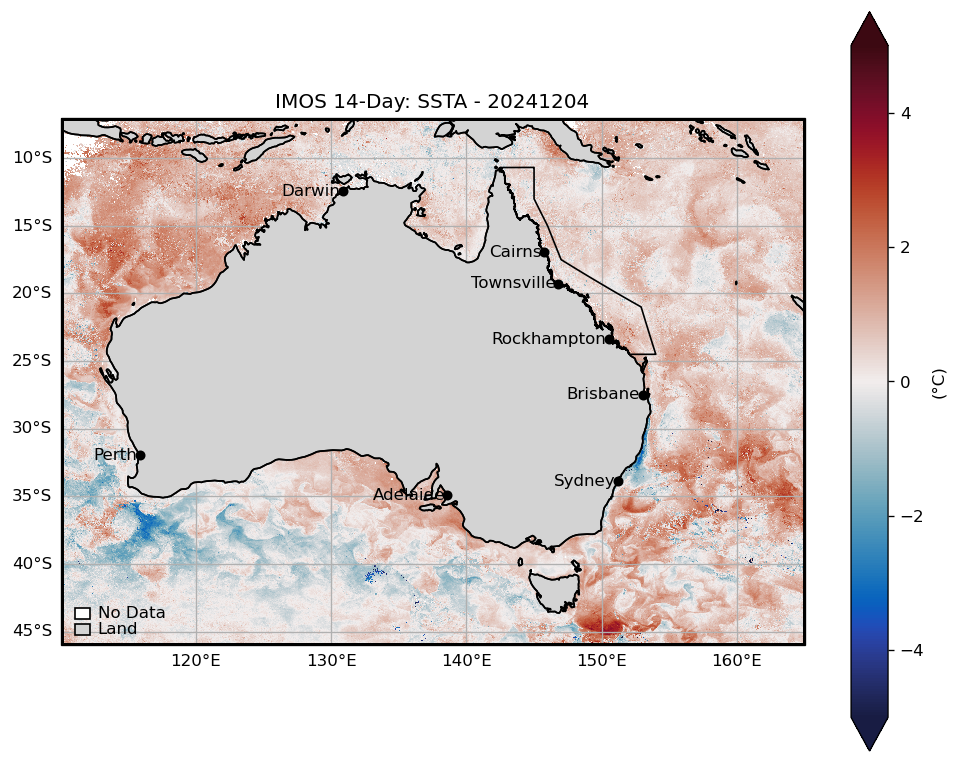 IMOS 14-Day: SSTA - 20241204
10°S
15°S
20°S
25°S
30°S
35°S
40°S
45°S
Darwin
Cairns
Townsville
Rockhampton
Brisbane
Perth
Sydney
Adelaide
No Data
Land
120°E
130°E
140°E
150°E
160°E
4
2
0
−2
−4
(°C)